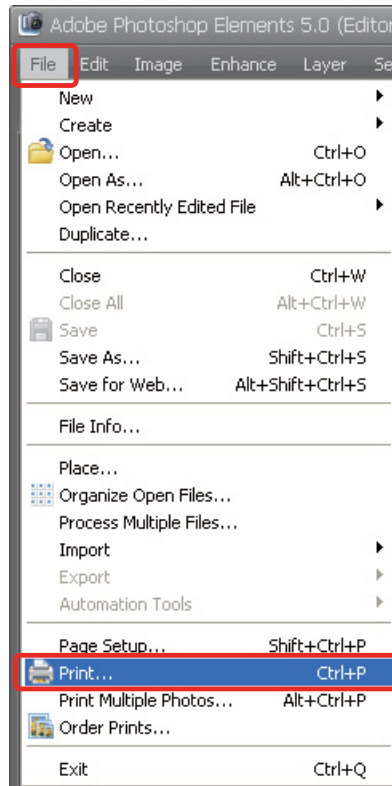 Adobe Photoshop Elements 5.0 (Editor
File Edit Image Enhance Layer Se
New
Create
Open... Ctrl+O
Open As... Alt+Ctrl+O
Open Recently Edited File
Duplicate...
Close Ctrl+W
Close All Alt+Ctrl+W
Save Ctrl+S
Save As... Shift+Ctrl+S
Save for Web... Alt+Shift+Ctrl+S
File Info...
Place...
Organize Open Files...
Process Multiple Files...
Import
Export
Automation Tools
Page Setup... Shift+Ctrl+P
Print... Ctrl+P
Print Multiple Photos... Alt+Ctrl+P
Order Prints...
Exit Ctrl+Q